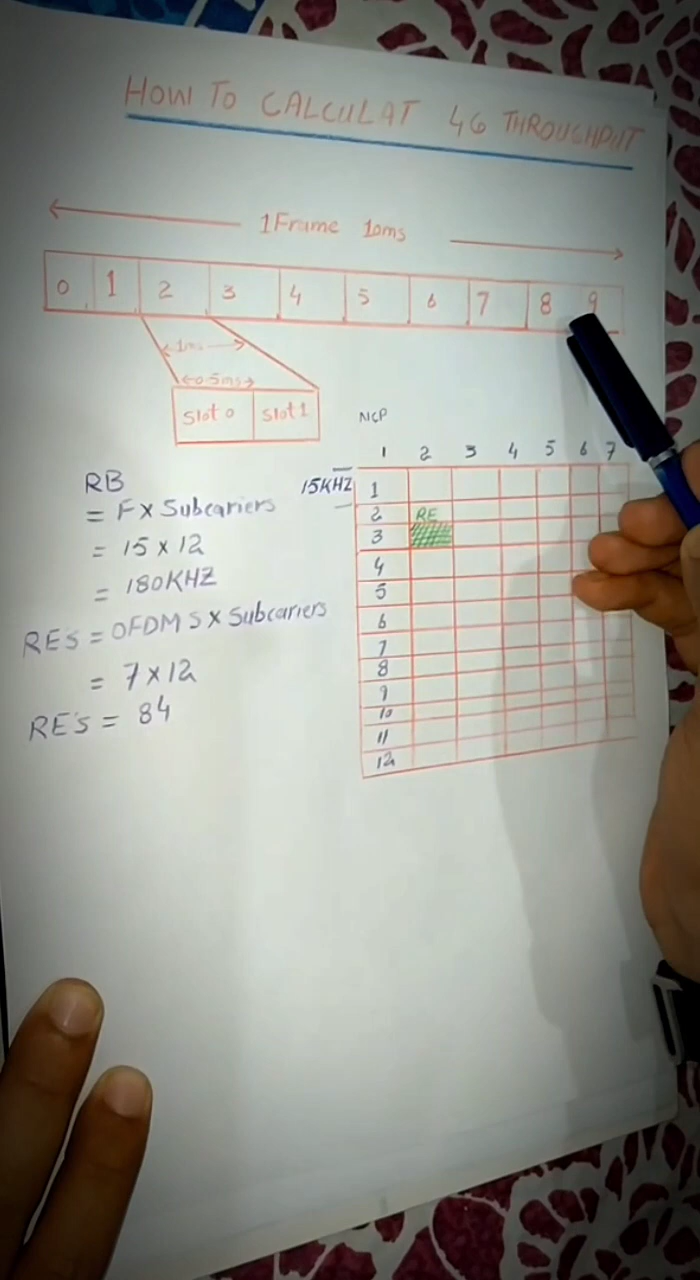 HOW TO CALCULAT 4G THROUGHPUT
1Frame 10ms
0 1 2 3 4 5 6 7 8 9
1ms
0.5ms
Slot 0 Slot 1
NCP
1 2 3 4 5 6 7
15KHZ
1
2 RE
3
4
5
6
7
8
9
10
11
12
RB
= F x Subcariers
= 15 x 12
= 180KHZ
RES = OFDM S x Subcariers
= 7 x 12
RE'S = 84